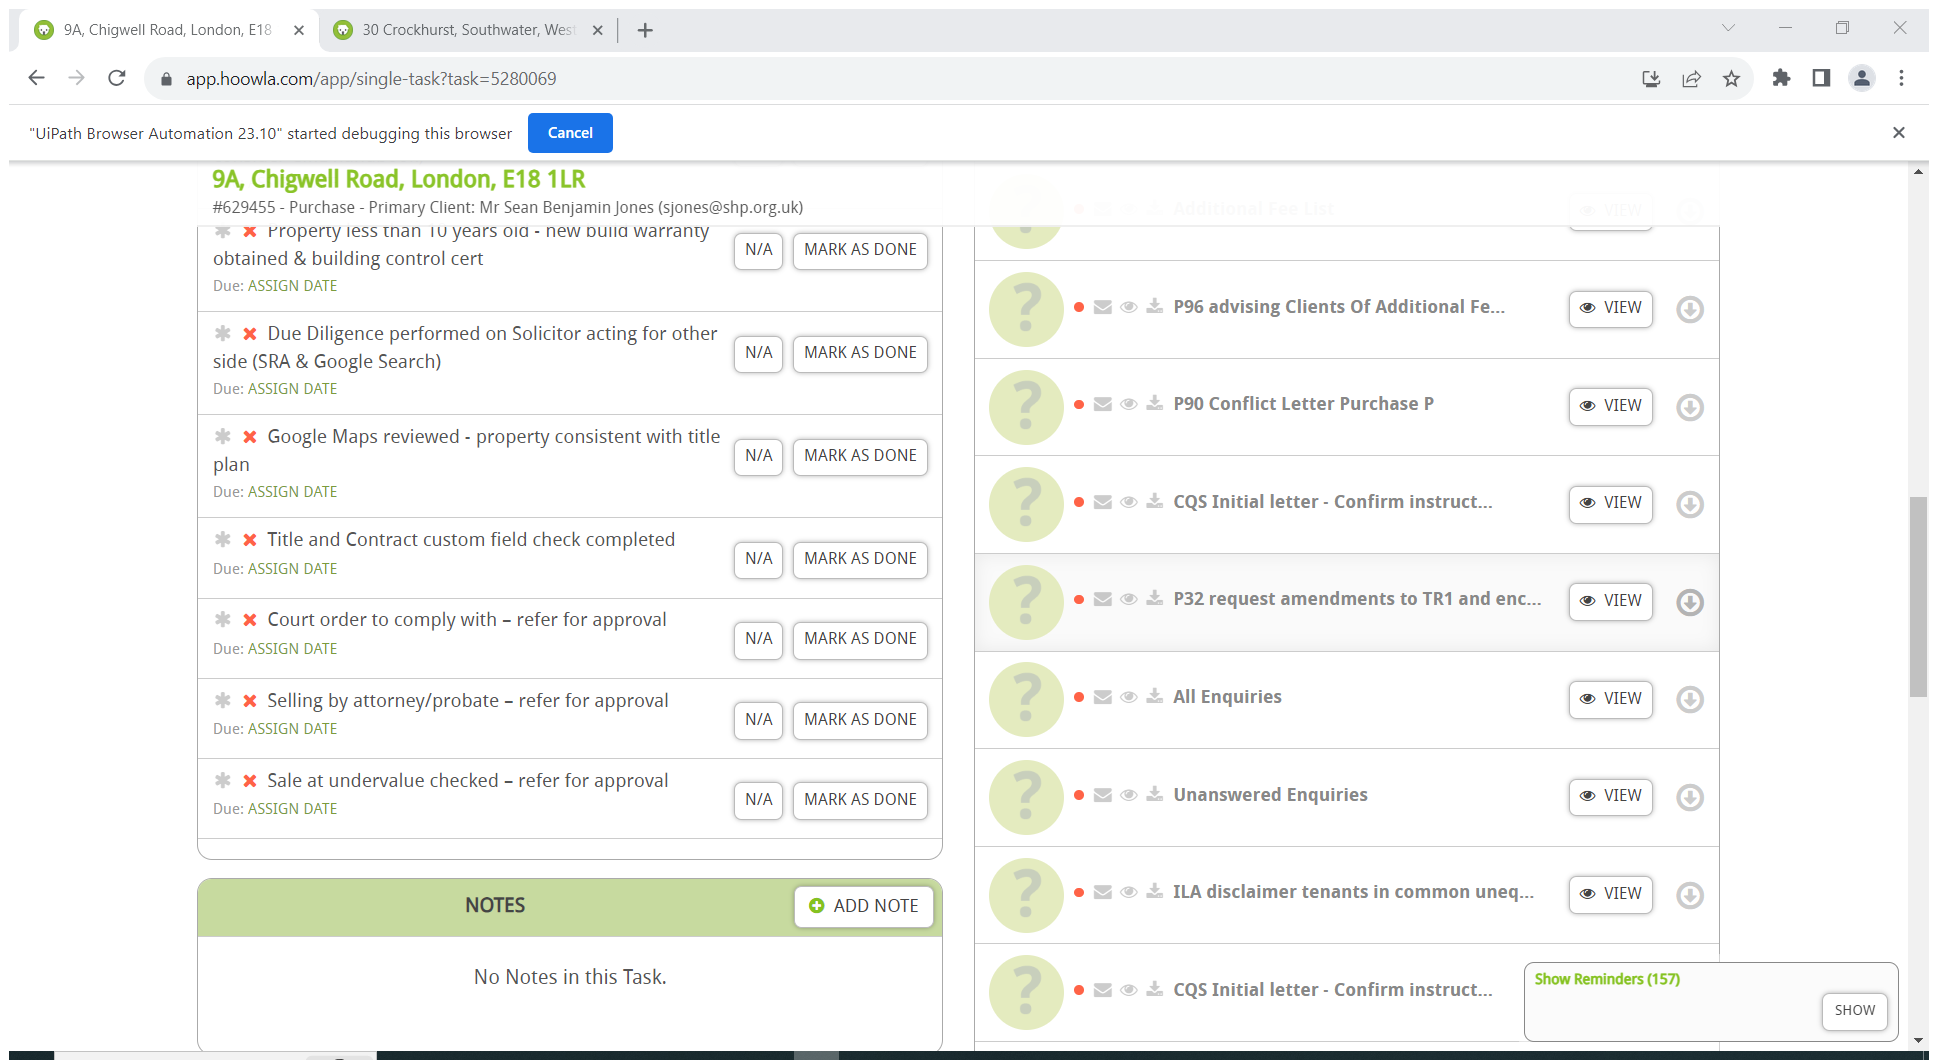 9A, Chigwell Road, London, E18
30 Crockhurst, Southwater, West
app.hoowla.com/app/single-task?task=5280069
"UiPath Browser Automation 23.10" started debugging this browser
Cancel
9A, Chigwell Road, London, E18 1LR
#629455 - Purchase - Primary Client: Mr Sean Benjamin Jones (sjones@shp.org.uk)
Property less than 10 years old - new build warranty
obtained & building control cert
Due: ASSIGN DATE
N/A
MARK AS DONE
Due Diligence performed on Solicitor acting for other
side (SRA & Google Search)
Due: ASSIGN DATE
N/A
MARK AS DONE
Google Maps reviewed - property consistent with title
plan
Due: ASSIGN DATE
N/A
MARK AS DONE
Title and Contract custom field check completed
Due: ASSIGN DATE
N/A
MARK AS DONE
Court order to comply with – refer for approval
Due: ASSIGN DATE
N/A
MARK AS DONE
Selling by attorney/probate – refer for approval
Due: ASSIGN DATE
N/A
MARK AS DONE
Sale at undervalue checked – refer for approval
Due: ASSIGN DATE
N/A
MARK AS DONE
NOTES
ADD NOTE
No Notes in this Task.
Additional Fee List
VIEW
P96 advising Clients Of Additional Fe...
VIEW
P90 Conflict Letter Purchase P
VIEW
CQS Initial letter - Confirm instruct...
VIEW
P32 request amendments to TR1 and enc...
VIEW
All Enquiries
VIEW
Unanswered Enquiries
VIEW
ILA disclaimer tenants in common uneq...
VIEW
CQS Initial letter - Confirm instruct...
Show Reminders (157)
SHOW